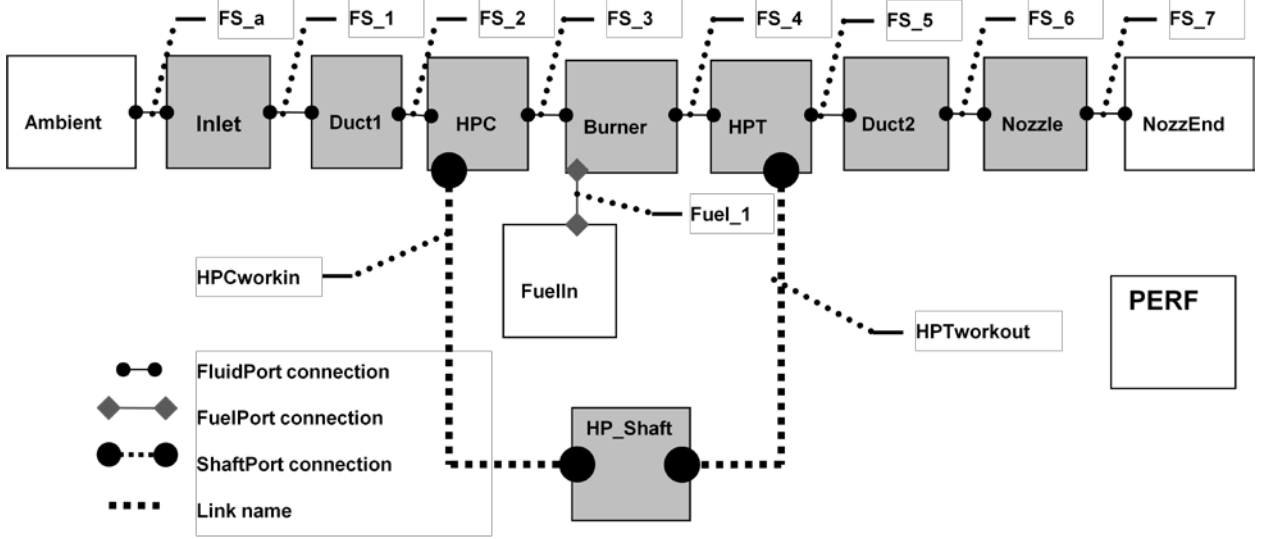 FS_a
FS_1
FS_2
FS_3
FS_4
FS_5
FS_6
FS_7
Ambient
Inlet
Duct1
HPC
Burner
HPT
Duct2
Nozzle
NozzEnd
Fuel_1
HPCworkin
FuelIn
PERF
HPTworkout
FluidPort connection
FuelPort connection
HP_Shaft
ShaftPort connection
Link name